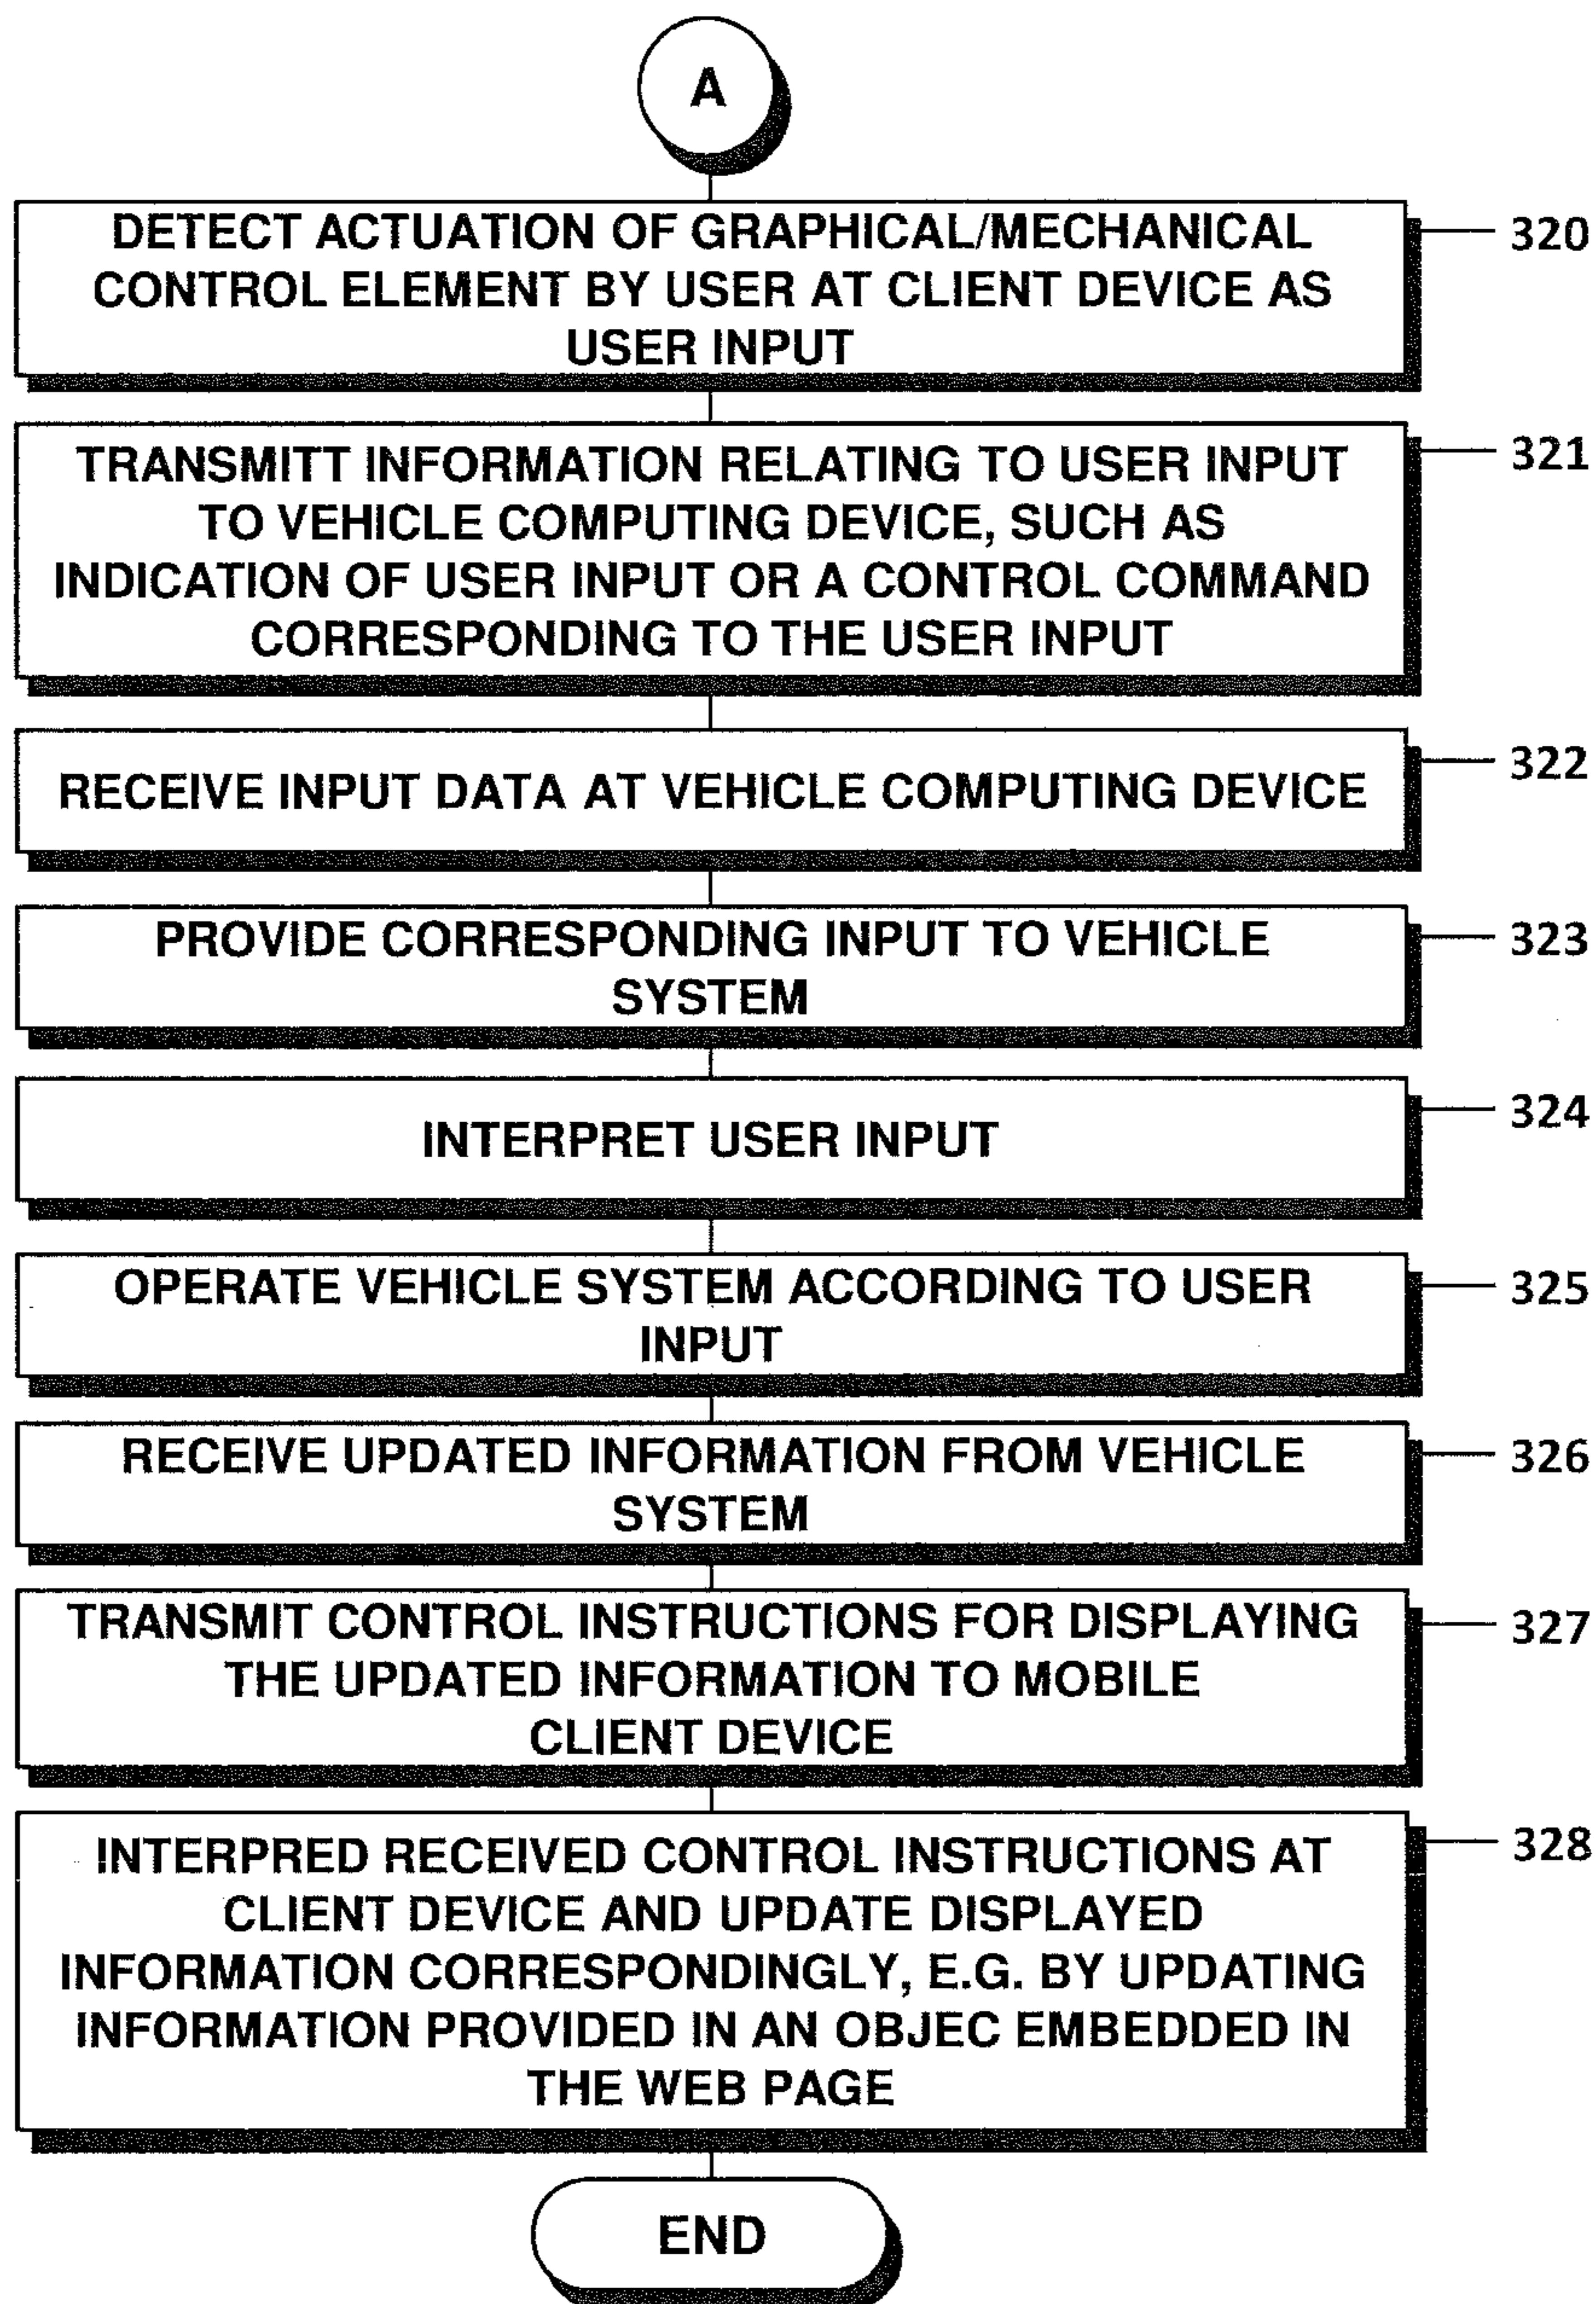 A
DETECT ACTUATION OF GRAPHICAL/MECHANICAL
CONTROL ELEMENT BY USER AT CLIENT DEVICE AS
USER INPUT
320
TRANSMITT INFORMATION RELATING TO USER INPUT
TO VEHICLE COMPUTING DEVICE, SUCH AS
INDICATION OF USER INPUT OR A CONTROL COMMAND
CORRESPONDING TO THE USER INPUT
321
RECEIVE INPUT DATA AT VEHICLE COMPUTING DEVICE
322
PROVIDE CORRESPONDING INPUT TO VEHICLE
SYSTEM
323
INTERPRET USER INPUT
324
OPERATE VEHICLE SYSTEM ACCORDING TO USER
INPUT
325
RECEIVE UPDATED INFORMATION FROM VEHICLE
SYSTEM
326
TRANSMIT CONTROL INSTRUCTIONS FOR DISPLAYING
THE UPDATED INFORMATION TO MOBILE
CLIENT DEVICE
327
INTERPRED RECEIVED CONTROL INSTRUCTIONS AT
CLIENT DEVICE AND UPDATE DISPLAYED
INFORMATION CORRESPONDINGLY, E.G. BY UPDATING
INFORMATION PROVIDED IN AN OBJEC EMBEDDED IN
THE WEB PAGE
328
END